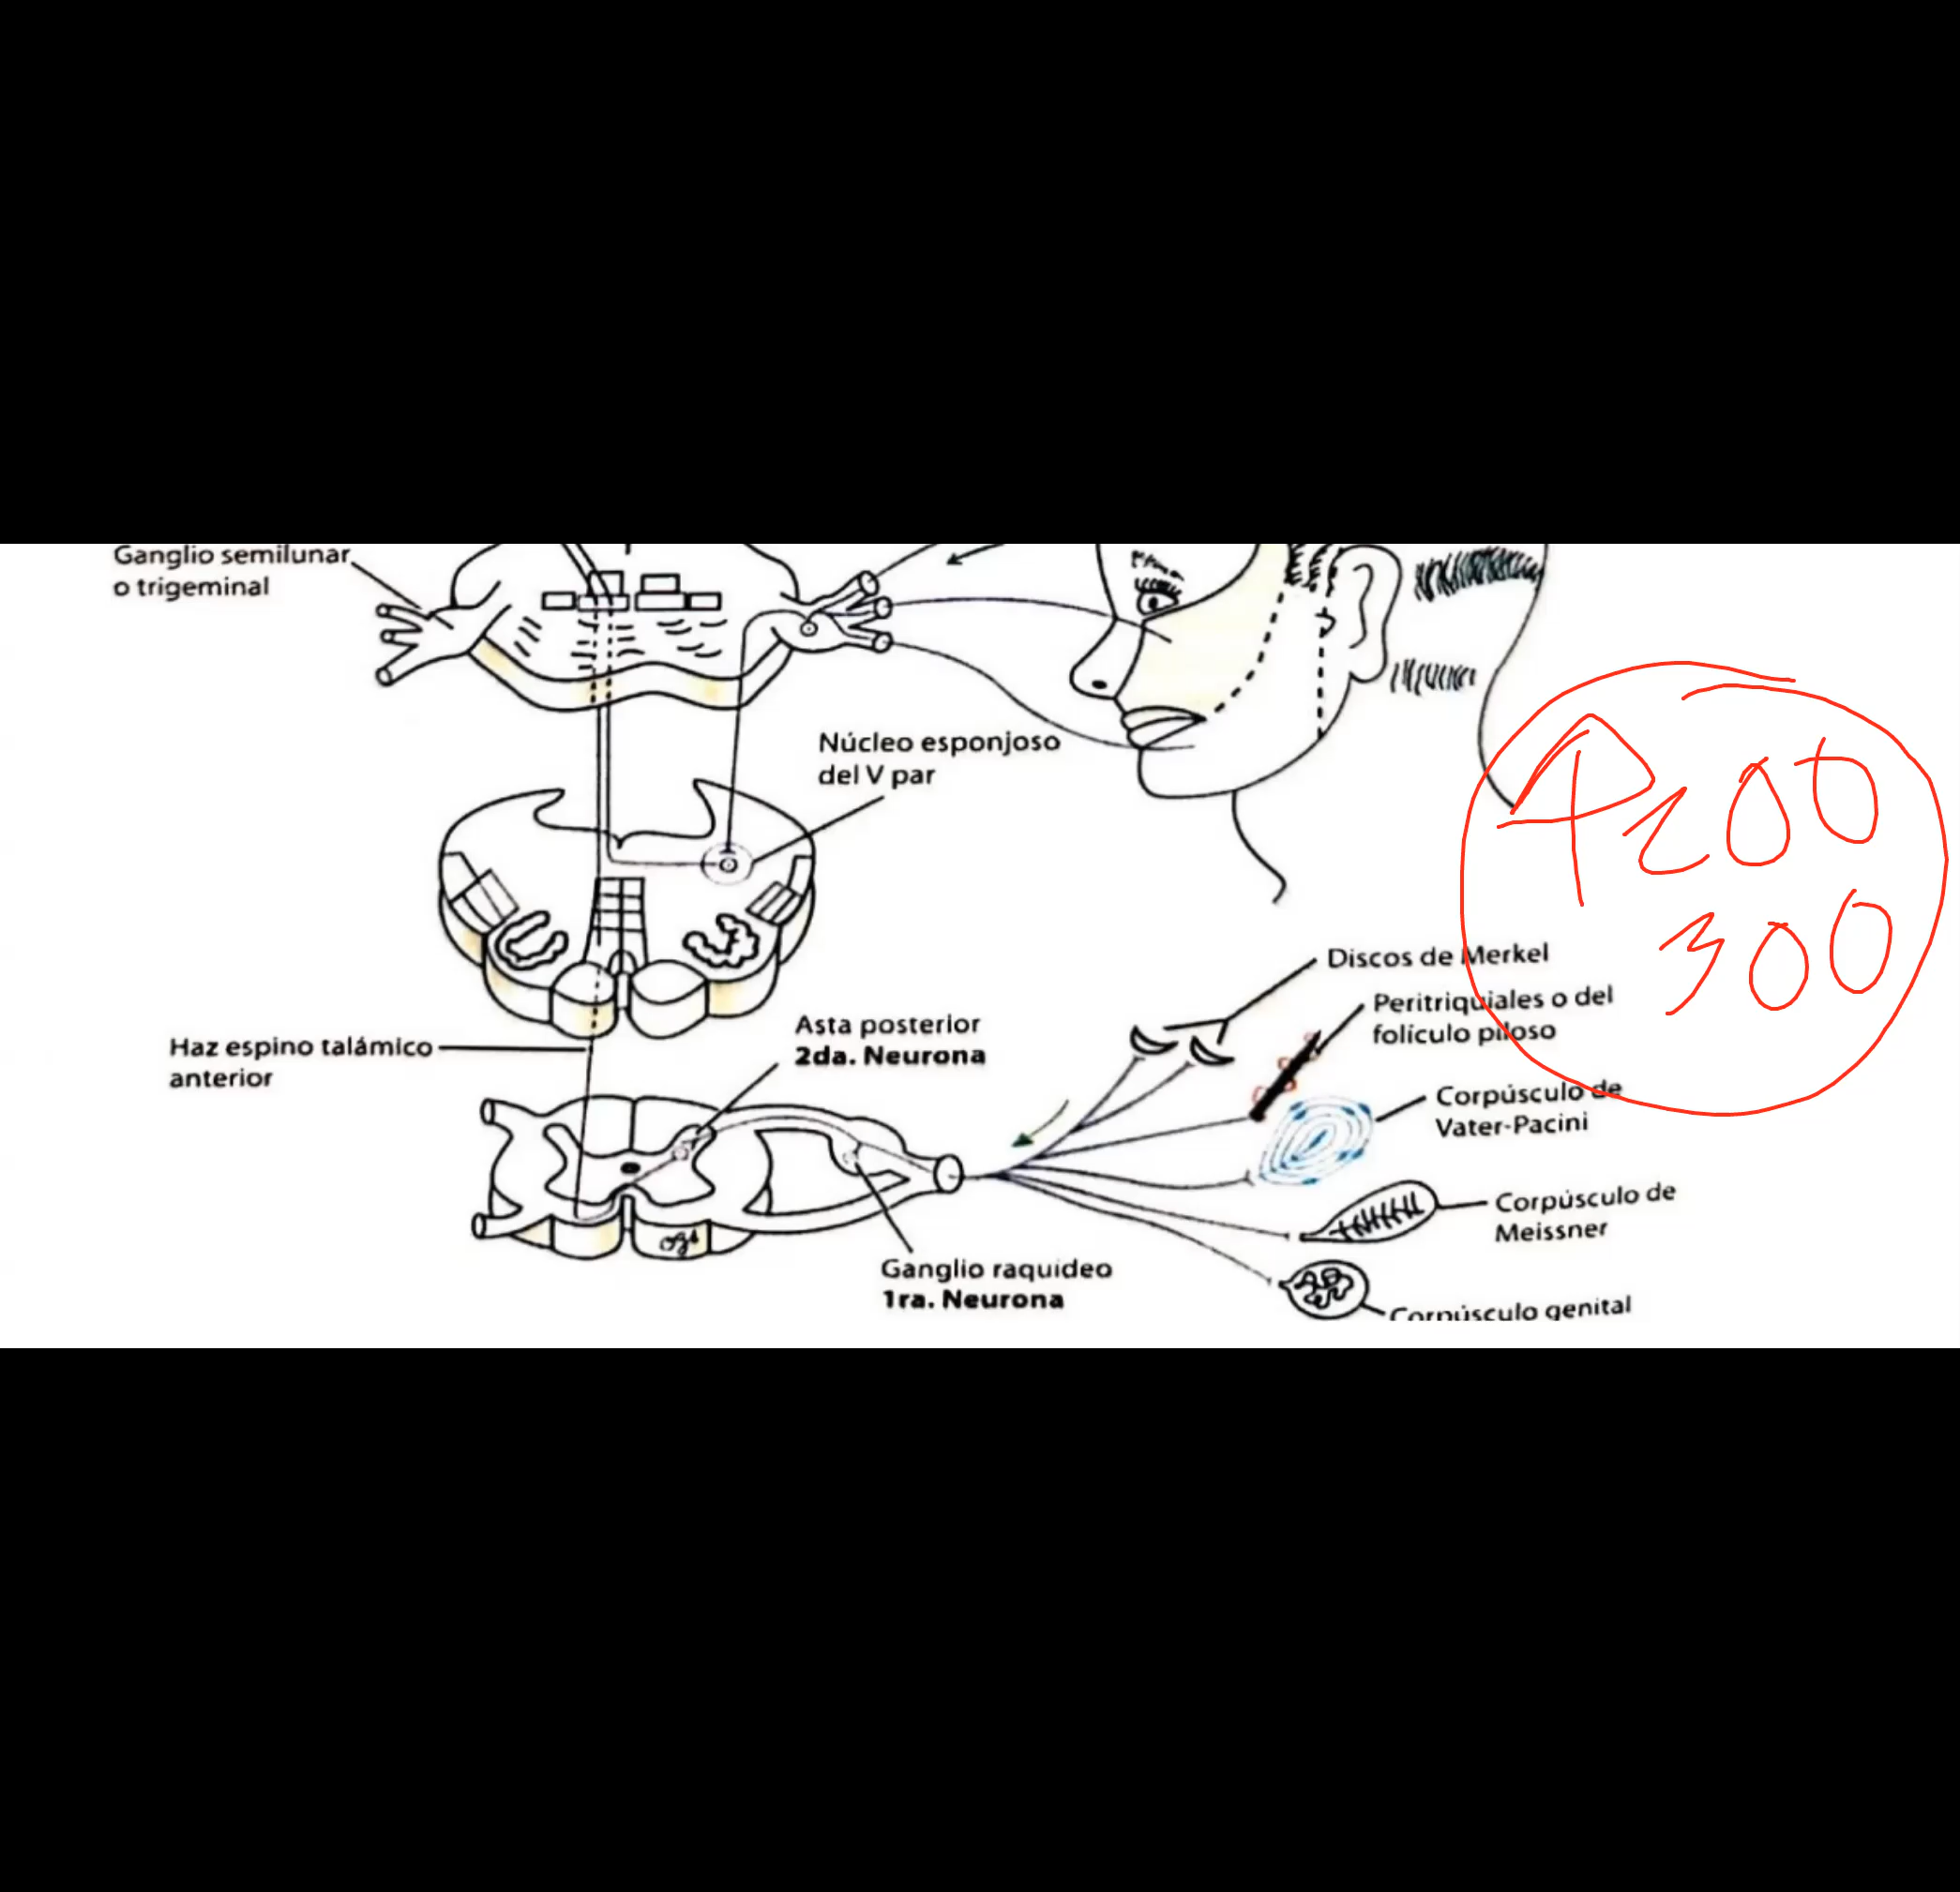 Ganglio semilunar
o trigeminal
Núcleo esponjoso
del V par
↑200
300
Discos de Merkel
Peritriquiales o del
folículo piloso
Haz espino talámico
anterior
Asta posterior
2da. Neurona
Corpúsculo de
Vater-Pacini
Corpúsculo de
Meissner
Ganglio raquideo
1ra. Neurona
Corpúsculo genital